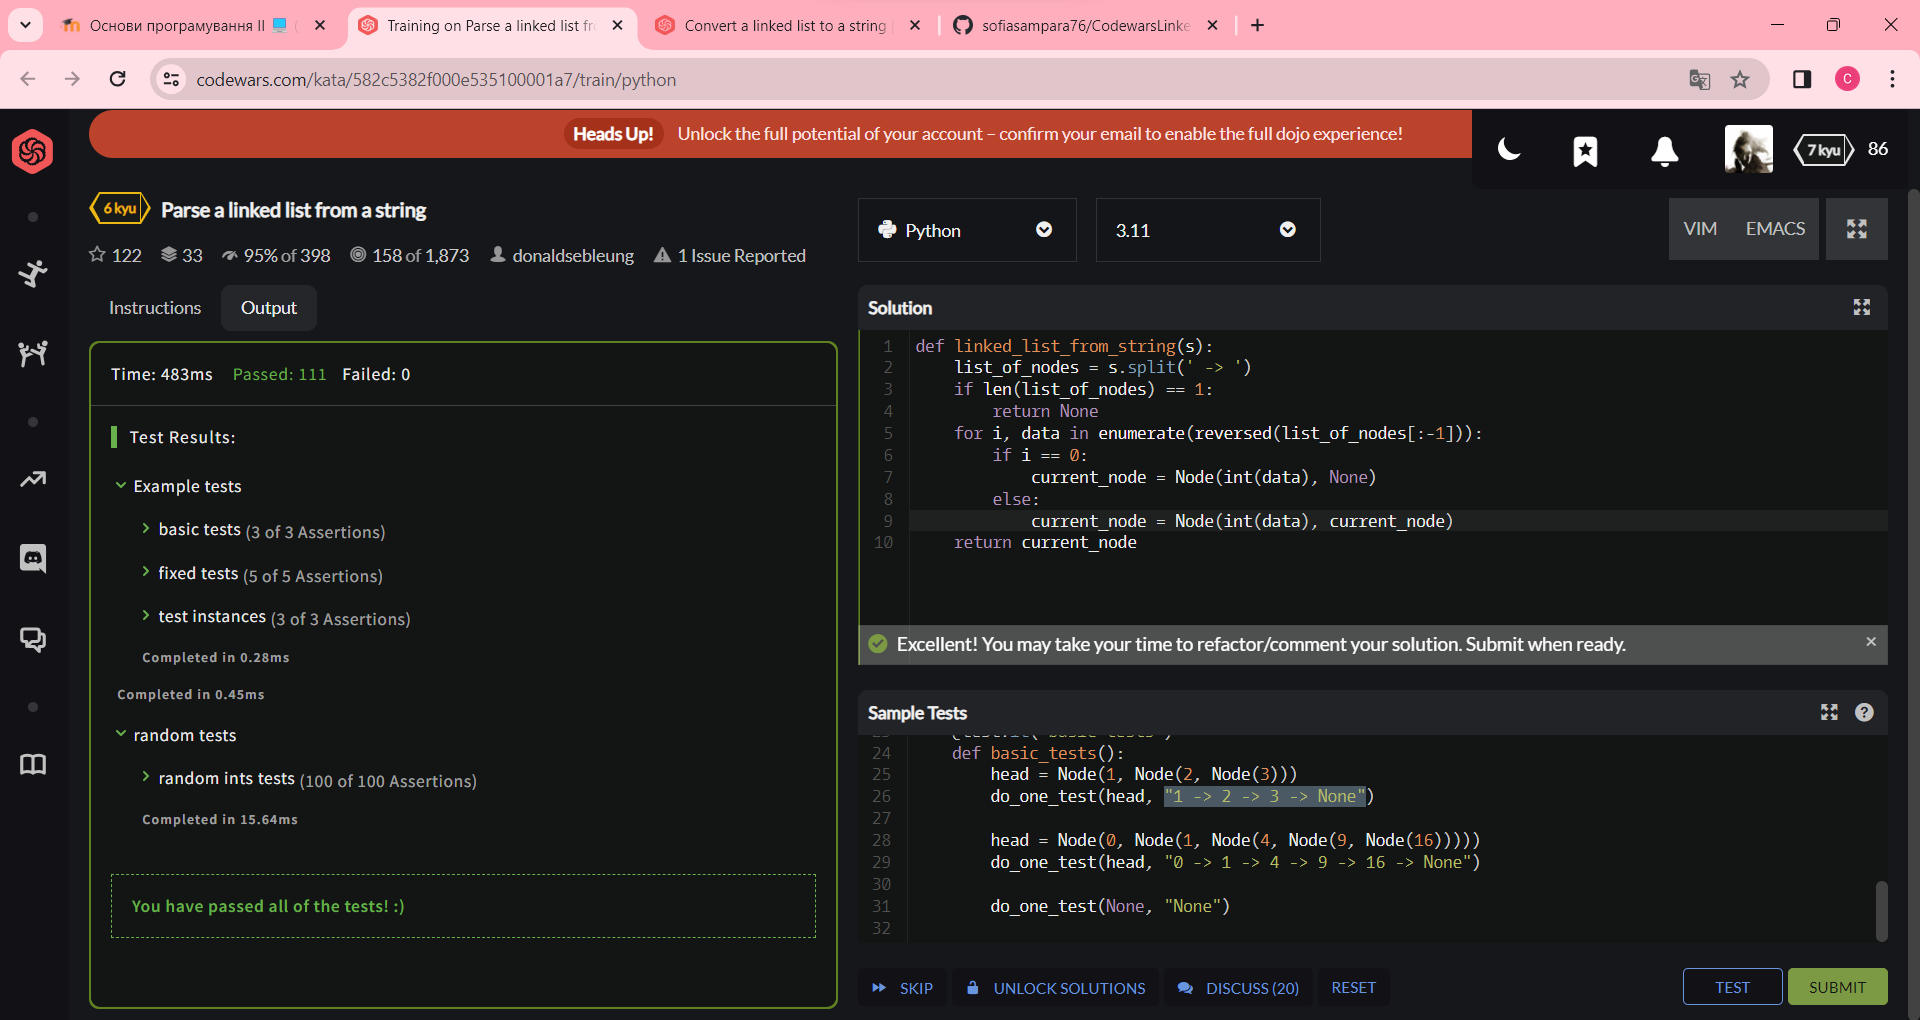 Основи програмування II 💻 (
Training on Parse a linked list fr
Convert a linked list to a string
sofiasampara76/CodewarsLinke
codewars.com/kata/582c5382f000e535100001a7/train/python
C
Heads Up! Unlock the full potential of your account – confirm your email to enable the full dojo experience!
7 kyu 86
6 kyu Parse a linked list from a string
122 33 95% of 398 158 of 1,873 donaldsebleung 1 Issue Reported
Python
3.11
VIM EMACS
Instructions Output
Time: 483ms Passed: 111 Failed: 0
Test Results:
Example tests
basic tests (3 of 3 Assertions)
fixed tests (5 of 5 Assertions)
test instances (3 of 3 Assertions)
Completed in 0.28ms
Completed in 0.45ms
random tests
random ints tests (100 of 100 Assertions)
Completed in 15.64ms
You have passed all of the tests! :)
Solution
1 def linked_list_from_string(s):
2 list_of_nodes = s.split(' -> ')
3 if len(list_of_nodes) == 1:
4 return None
5 for i, data in enumerate(reversed(list_of_nodes[:-1])):
6 if i == 0:
7 current_node = Node(int(data), None)
8 else:
9 current_node = Node(int(data), current_node)
10 return current_node
Excellent! You may take your time to refactor/comment your solution. Submit when ready.
Sample Tests
24 def basic_tests():
25 head = Node(1, Node(2, Node(3)))
26 do_one_test(head, "1 -> 2 -> 3 -> None")
27
28 head = Node(0, Node(1, Node(4, Node(9, Node(16)))))
29 do_one_test(head, "0 -> 1 -> 4 -> 9 -> 16 -> None")
30
31 do_one_test(None, "None")
32
SKIP UNLOCK SOLUTIONS DISCUSS (20) RESET
TEST SUBMIT